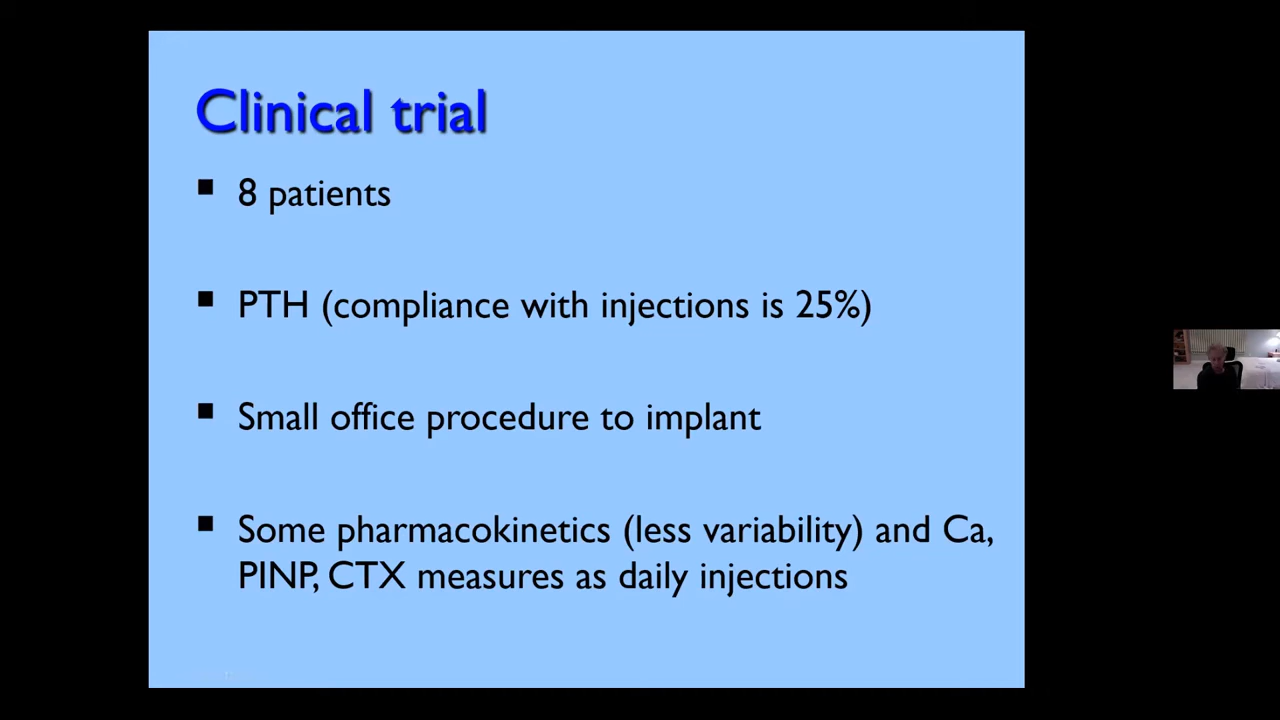 Clinical trial
▪ 8 patients
▪ PTH (compliance with injections is 25%)
▪ Small office procedure to implant
▪ Some pharmacokinetics (less variability) and Ca,
PINP, CTX measures as daily injections